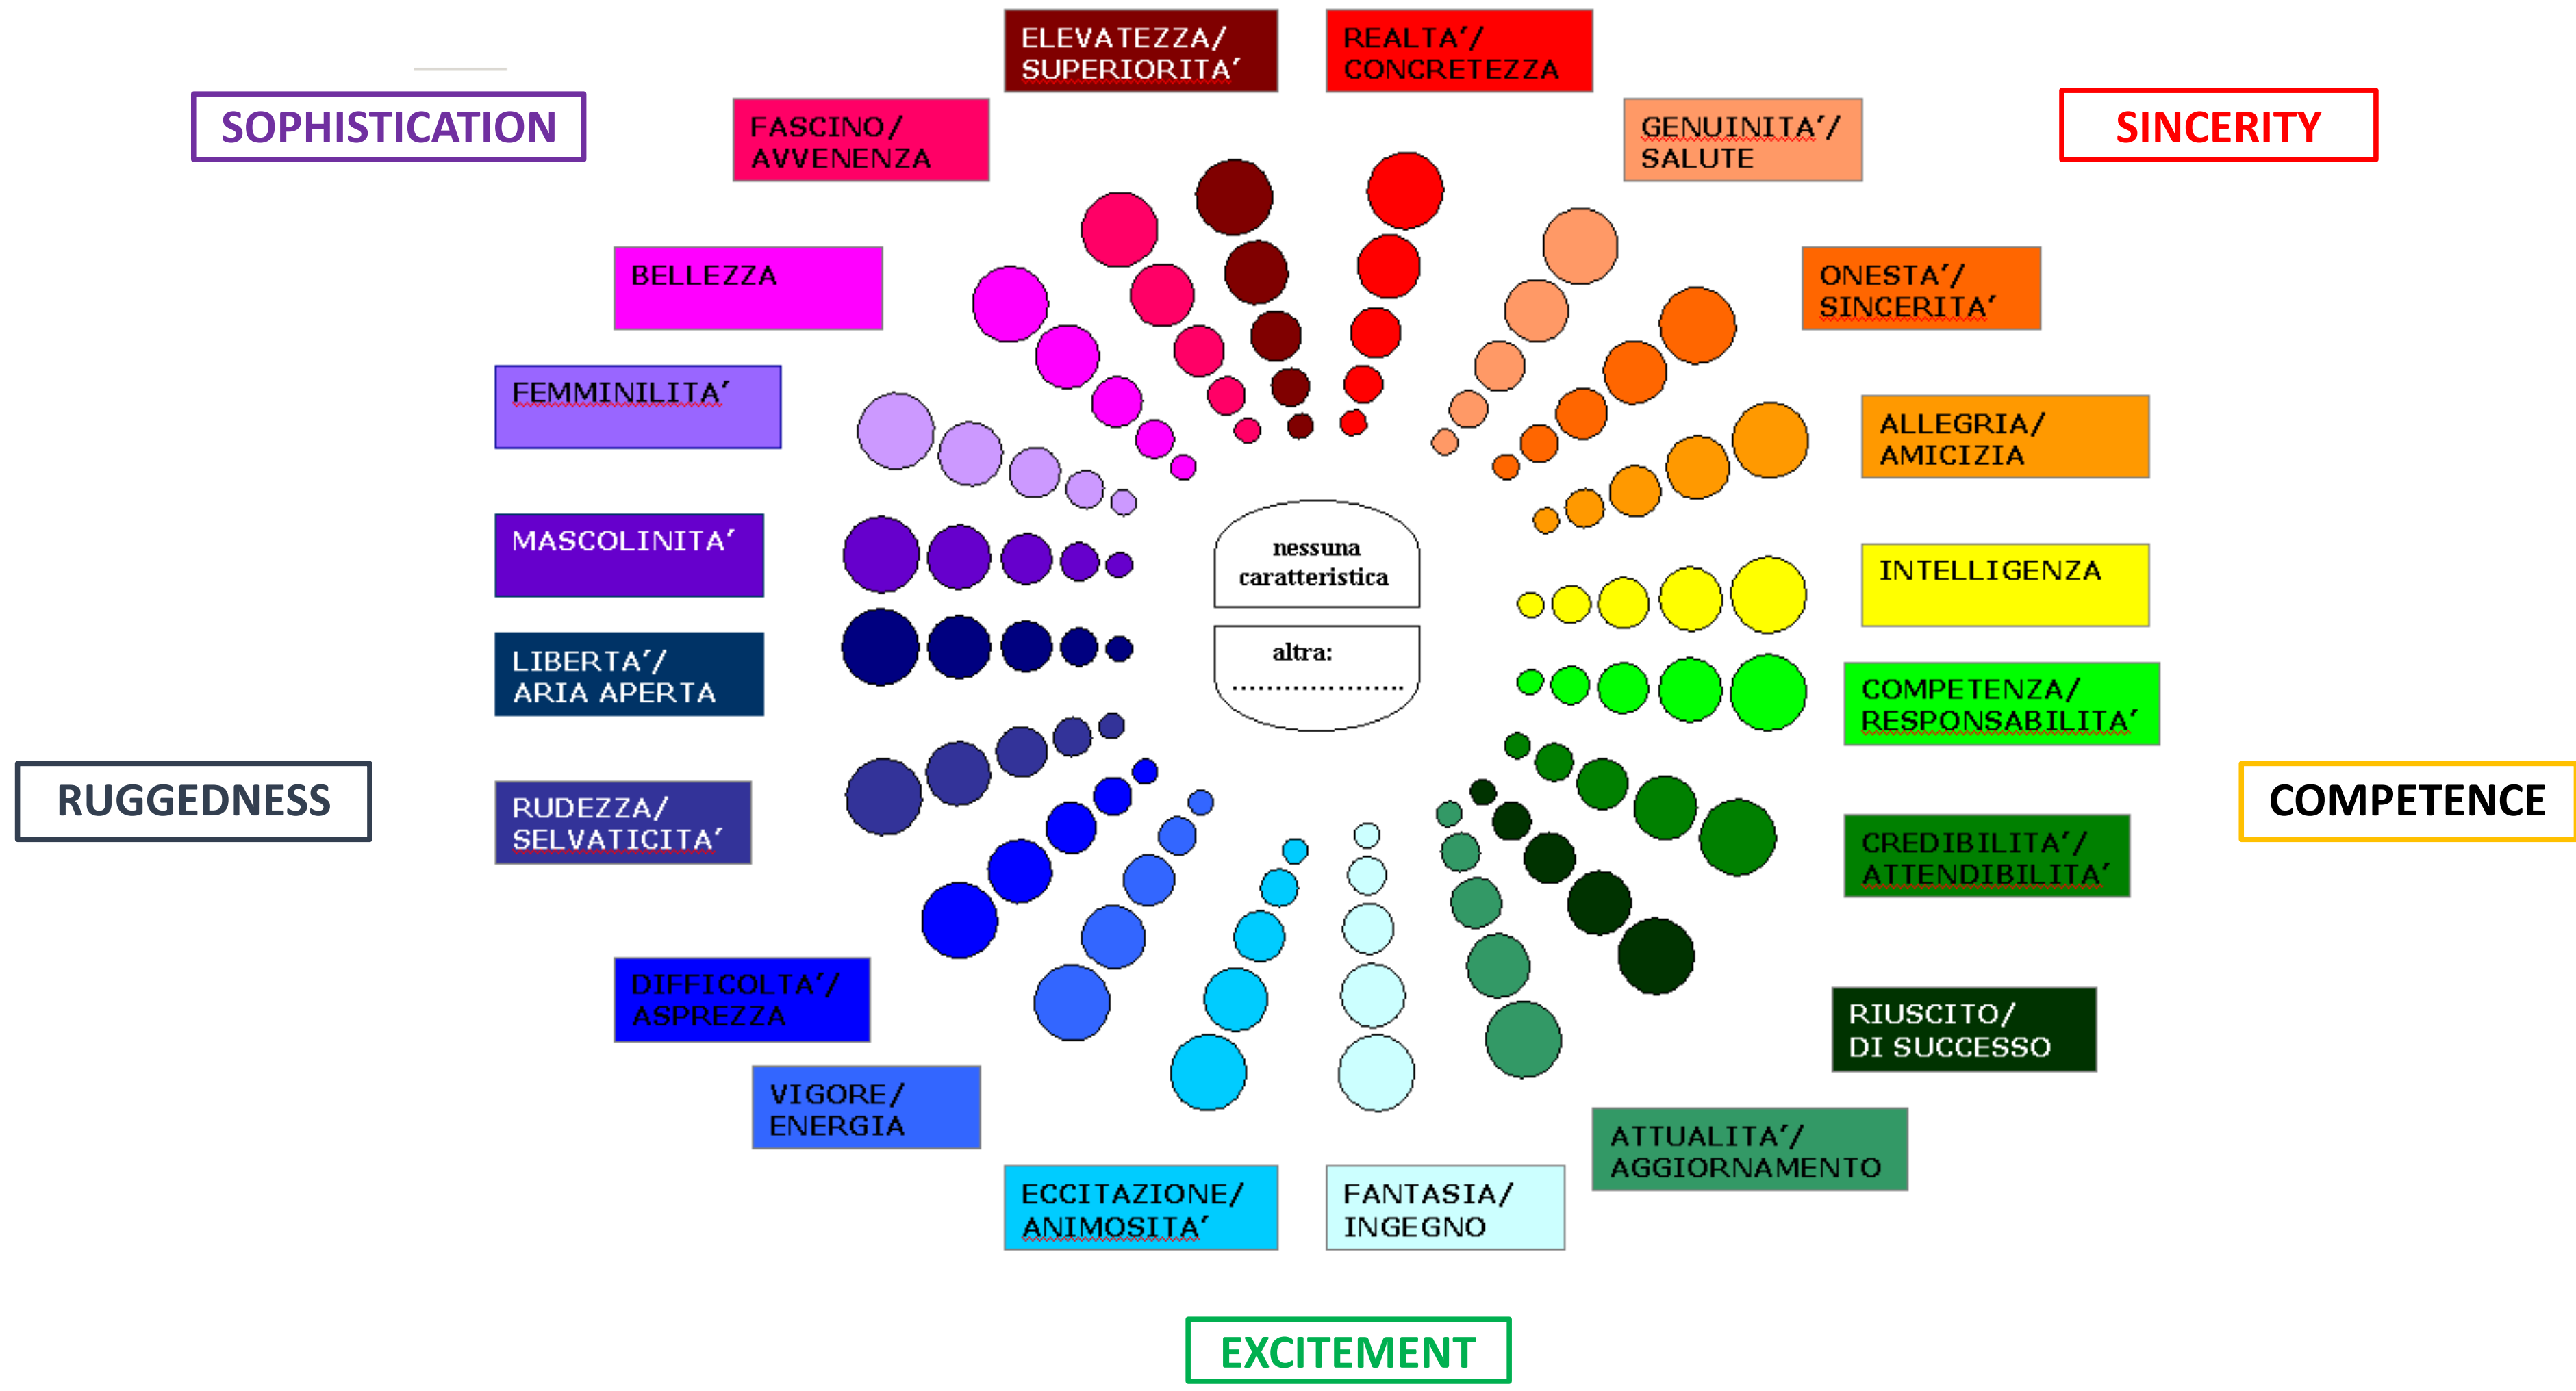 ELEVATEZZA/
SUPERIORITA’
REALTA’/
CONCRETEZZA
SOPHISTICATION
FASCINO/
AVVENENZA
GENUINITA’/
SALUTE
SINCERITY
BELLEZZA
ONESTA’/
SINCERITA’
FEMMINILITA’
ALLEGRIA/
AMICIZIA
MASCOLINITA’
nessuna
caratteristica
INTELLIGENZA
LIBERTA’/
ARIA APERTA
altra:
....................
COMPETENZA/
RESPONSABILITA’
RUGGEDNESS
RUDEZZA/
SELVATICITA’
COMPETENCE
CREDIBILITA’/
ATTENDIBILITA’
DIFFICOLTA’/
ASPREZZA
RIUSCITO/
DI SUCCESSO
VIGORE/
ENERGIA
ATTUALITA’/
AGGIORNAMENTO
ECCITAZIONE/
ANIMOSITA’
FANTASIA/
INGEGNO
EXCITEMENT